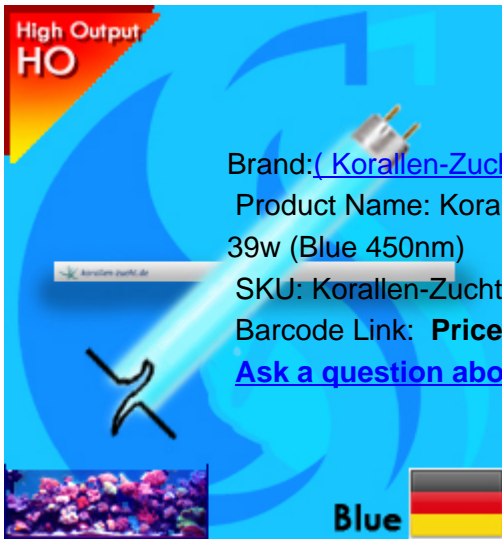 High Output
HO
Brand:( Korallen-Zuch
Product Name: Kora
39w (Blue 450nm)
korallen-zucht.de
SKU: Korallen-Zucht
Barcode Link: Price
Ask a question abo
Blue